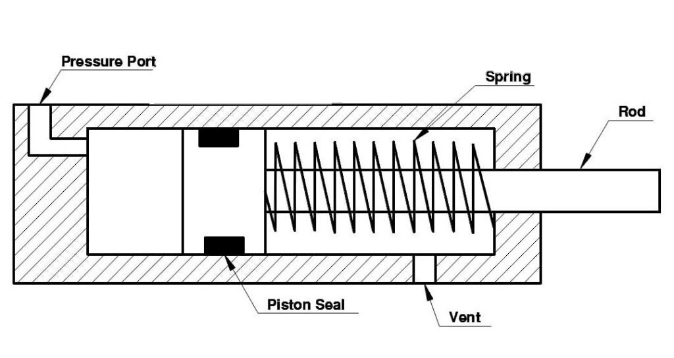 Pressure Port
Spring
Rod
Piston Seal
Vent